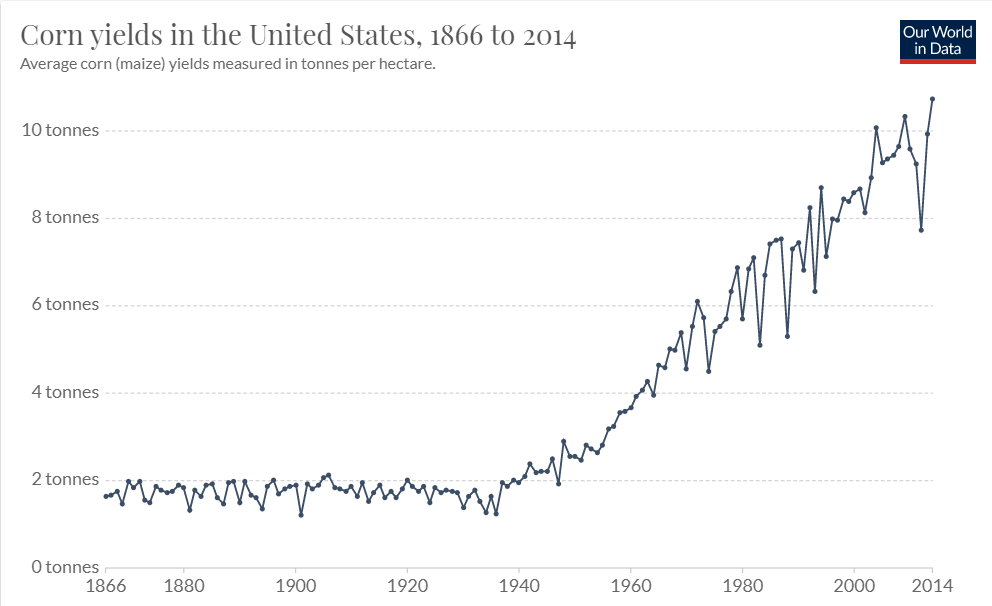 Corn yields in the United States, 1866 to 2014
Average corn (maize) yields measured in tonnes per hectare.
Our World
in Data
10 tonnes
8 tonnes
6 tonnes
4 tonnes
2 tonnes
0 tonnes
1866 1880 1900 1920 1940 1960 1980 2000 2014